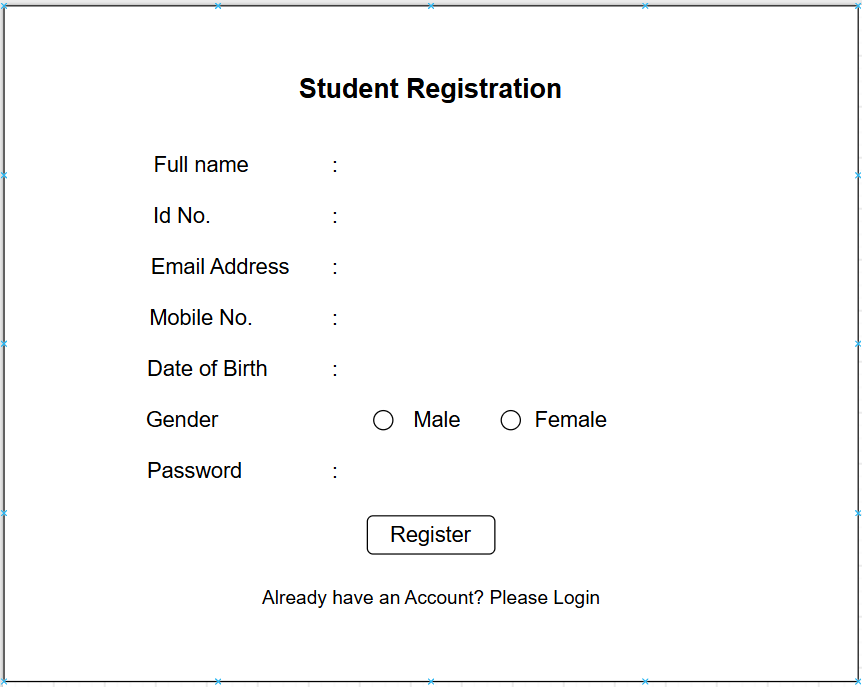 Student Registration
Full name :
Id No. :
Email Address :
Mobile No. :
Date of Birth :
Gender Male Female
Password :
Register
Already have an Account? Please Login